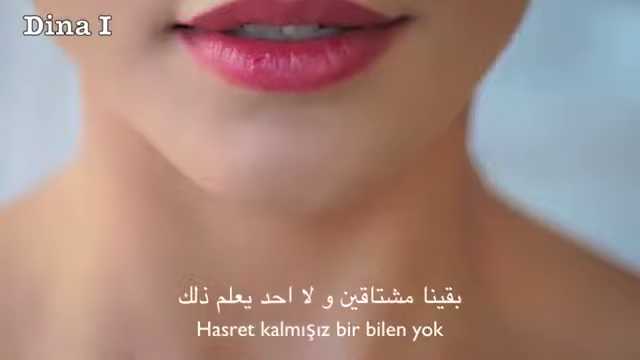 Dina I
بقينا مشتاقين و لا احد يعلم ذلك
Hasret kalmışız bir bilen yok